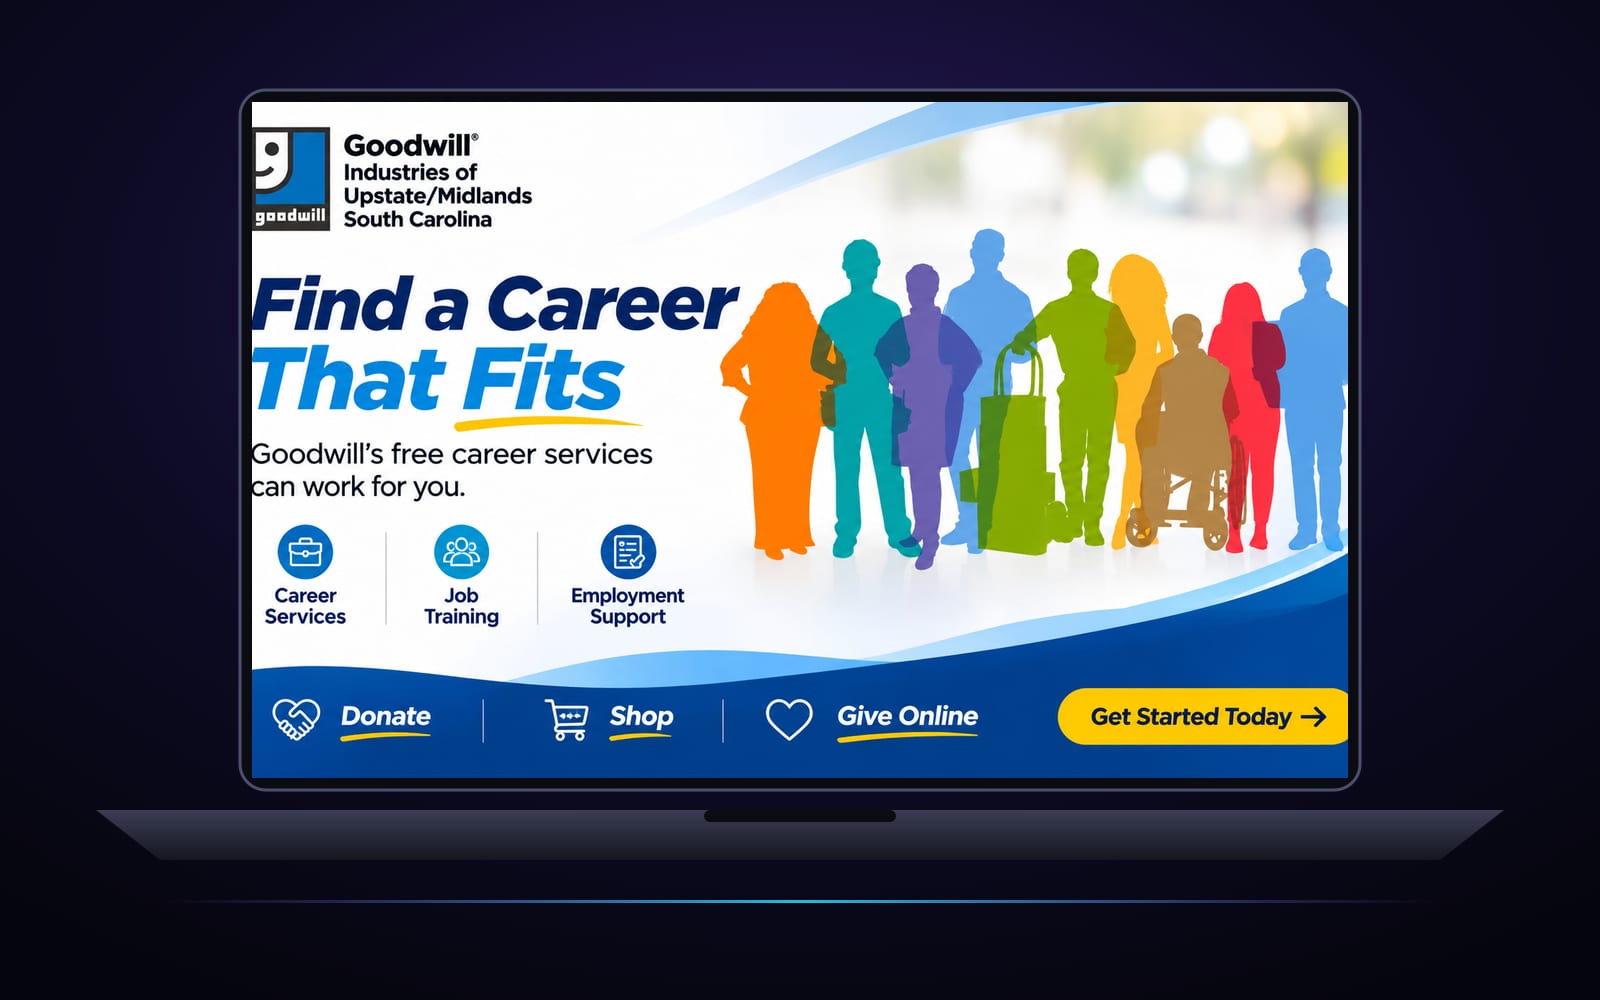 goodwill
Goodwill®
Industries of
Upstate/Midlands
South Carolina
Find a Career
That Fits
Goodwill's free career services
can work for you.
Career
Services
Job
Training
Employment
Support
Donate
Shop
Give Online
Get Started Today →